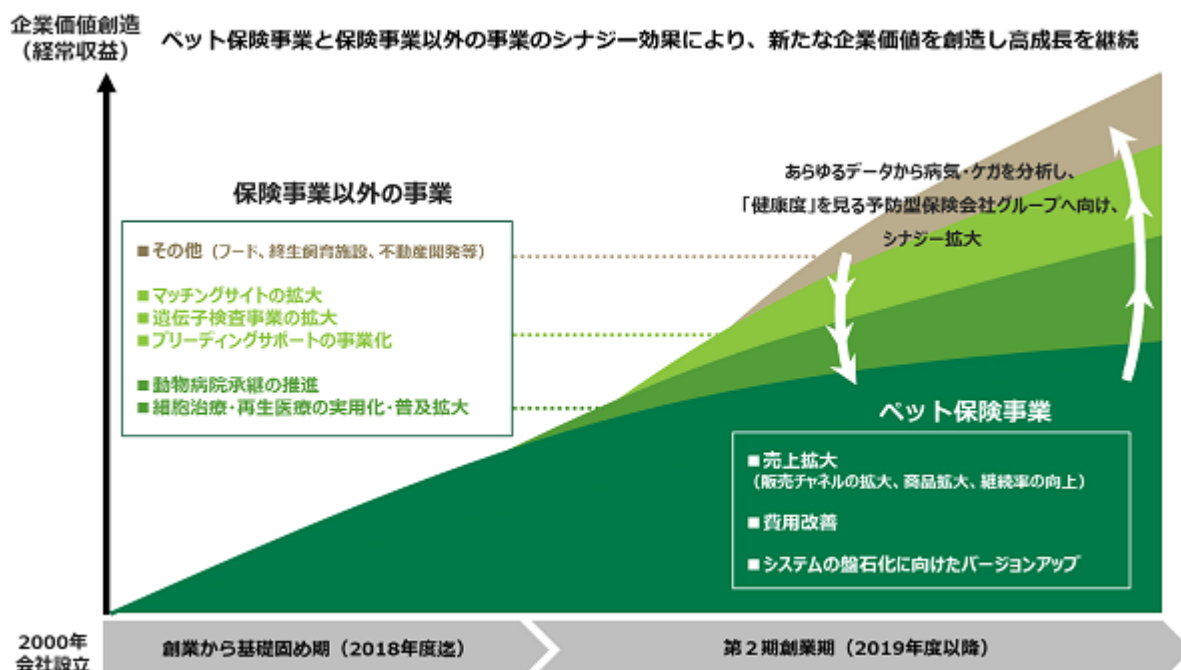 企業価値創造
（経常収益）
ペット保険事業と保険事業以外の事業のシナジー効果により、新たな企業価値を創造し高成長を継続
あらゆるデータから病気・ケガを分析し、
「健康度」を見る予防型保険会社グループへ向け、
シナジー拡大
保険事業以外の事業
■その他（フード、終生飼育施設、不動産開発等）
■マッチングサイトの拡大
■遺伝子検査事業の拡大
■ブリーディングサポートの事業化
■動物病院承継の推進
■細胞治療・再生医療の実用化・普及拡大
ペット保険事業
■売上拡大
（販売チャネルの拡大、商品拡大、継続率の向上）
■費用改善
■システムの盤石化に向けたバージョンアップ
2000年
会社設立
創業から基礎固め期（2018年度迄）
第２期創業期（2019年度以降）